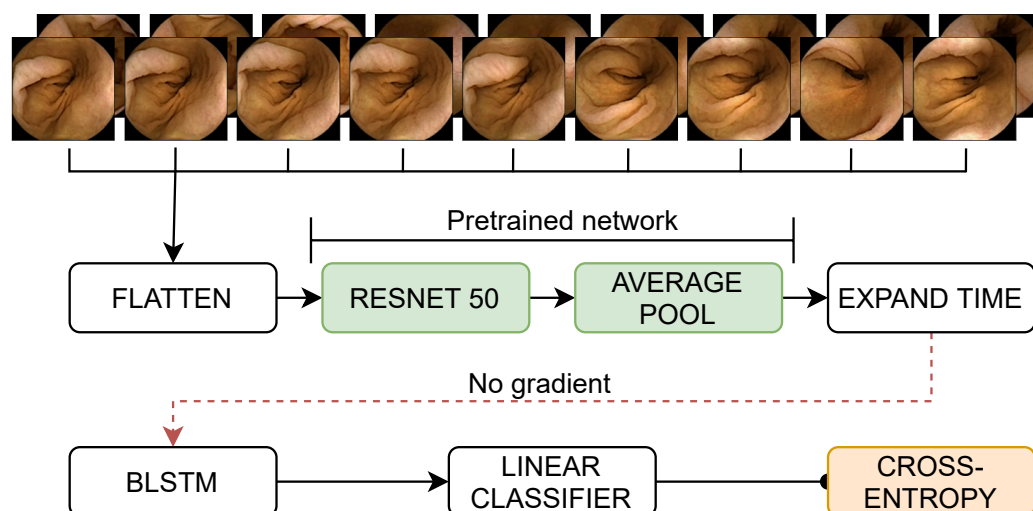 Pretrained network
FLATTEN
RESNET 50
AVERAGE
POOL
EXPAND TIME
No gradient
BLSTM
LINEAR
CLASSIFIER
CROSS-
ENTROPY